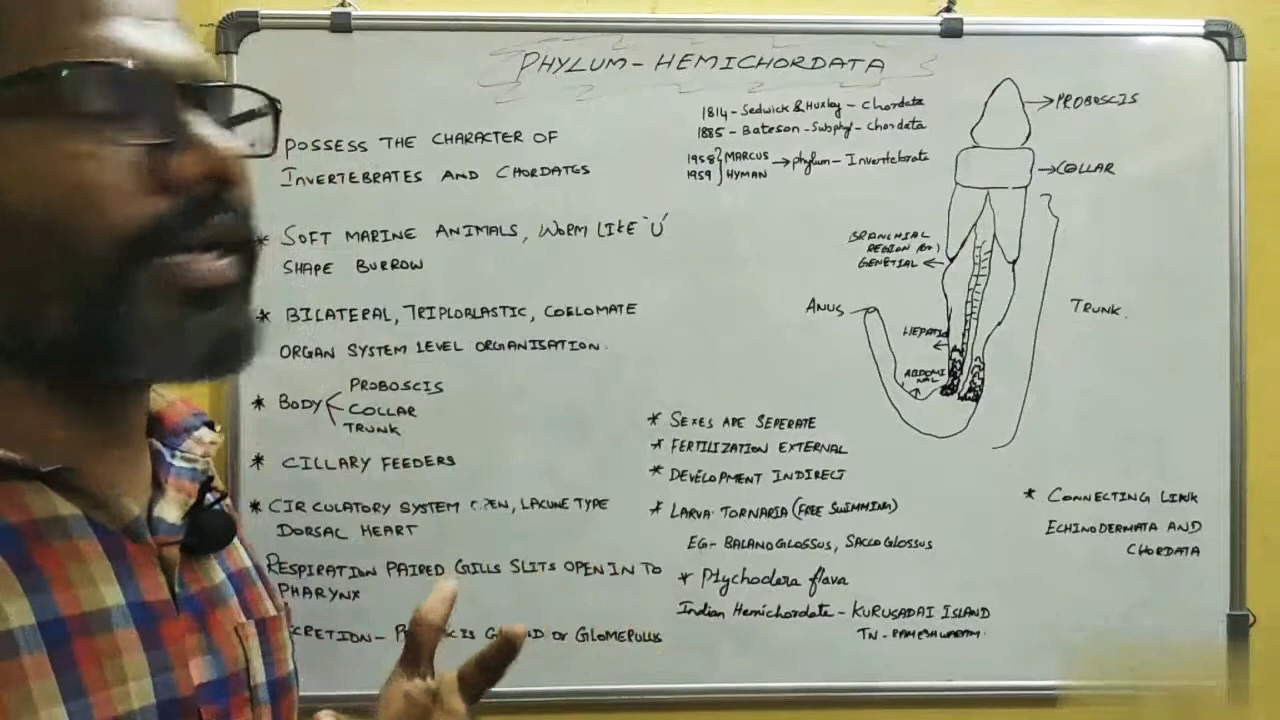 PHYLUM-HEMICHORDATA
POSSESS THE CHARACTER OF
INVERTEBRATES AND CHORDATES
* SOFT MARINE ANIMALS, WORM LIKE "U"
SHAPE BURROW
* BILATERAL, TRIPLOBLASTIC, COELOMATE
ORGAN SYSTEM LEVEL ORGANISATION.
* BODY
PROBOSCIS
COLLAR
TRUNK
* CILLARY FEEDERS
* CIRCULATORY SYSTEM OPEN, LACUNE TYPE
DORSAL HEART
RESPIRATION PAIRED GILLS SLITS OPEN IN TO
PHARYNX
GLOMERULUS
1814-Sedwick & Huxley-Chordata
1885-Bateson-Subphyl-Chordata
1958 } MARCUS → phylum-Invertebrate
1959 } HYMAN
→ PROBOSCIS
→ COLLAR
BRANCHIAL
REGION (or)
GENETIAL ←
TRUNK.
ANUS
HEPATIC
ABDOMI
NAL
* SEXES ARE SEPERATE
* FERTILIZATION EXTERNAL
* DEVELOPMENT INDIRECT
* LARVA-TORNARIA (FREE SWIMMING)
EG-BALANOGLOSSUS, SACCOGLOSSUS
* Ptychodera flava
Indian Hemichordate - KURUSADAI ISLAND
TN-RAMESHWARAM.
* CONNECTING LINK
ECHINODERMATA AND
CHORDATA